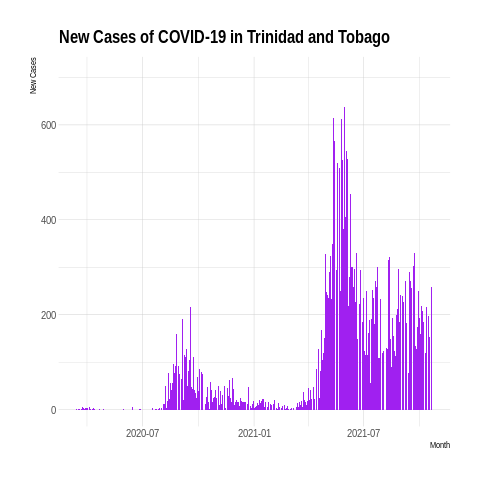 New Cases of COVID-19 in Trinidad and Tobago
New Cases
600
400
200
0
2020-07 2021-01 2021-07
Month